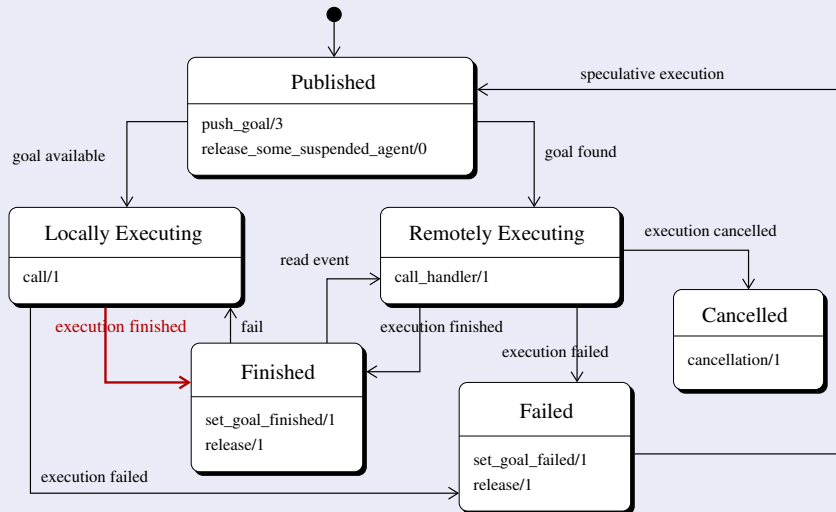 Published
speculative execution
push_goal/3
release_some_suspended_agent/0
goal available
goal found
Locally Executing
Remotely Executing
execution cancelled
call/1
read event
call_handler/1
Cancelled
execution finished
fail
execution finished
cancellation/1
execution failed
Finished
Failed
set_goal_finished/1
release/1
set_goal_failed/1
execution failed
release/1